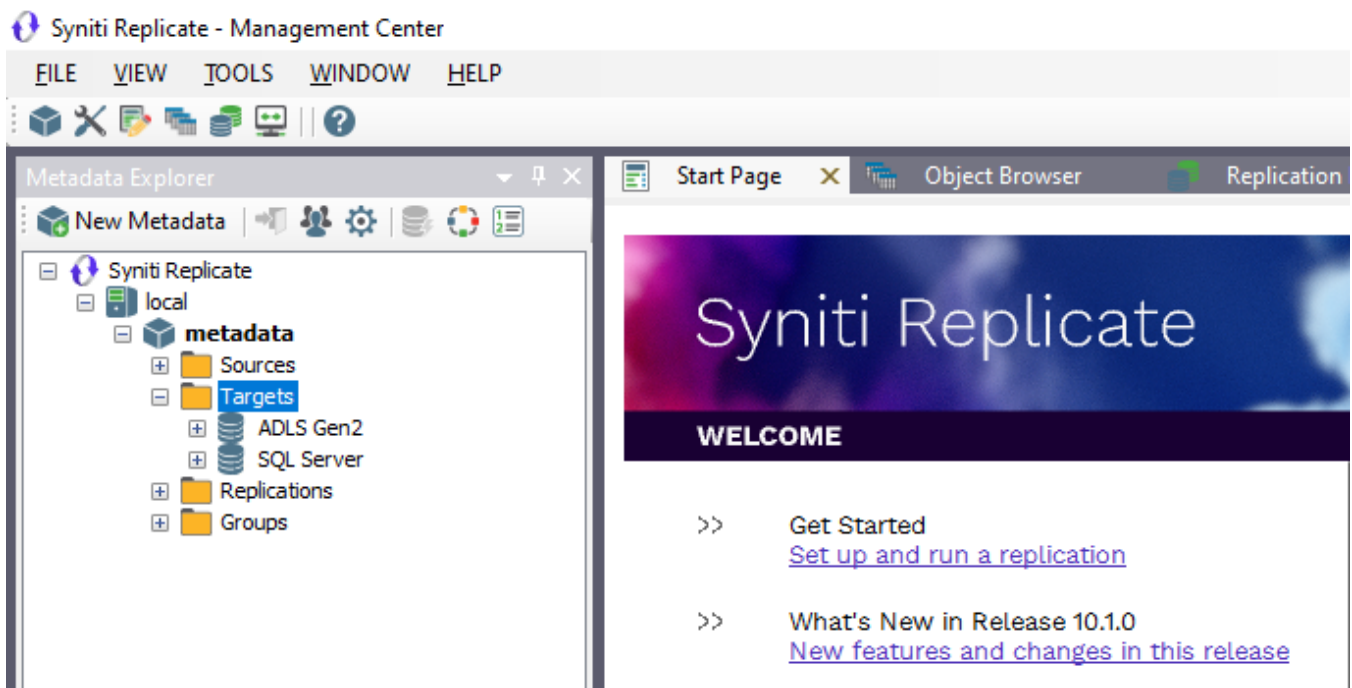 Syniti Replicate - Management Center
FILE VIEW TOOLS WINDOW HELP
Metadata Explorer
New Metadata
Syniti Replicate
local
metadata
Sources
Targets
ADLS Gen2
SQL Server
Replications
Groups
Start Page Object Browser Replication
Syniti Replicate
WELCOME
>> Get Started
Set up and run a replication
>> What's New in Release 10.1.0
New features and changes in this release